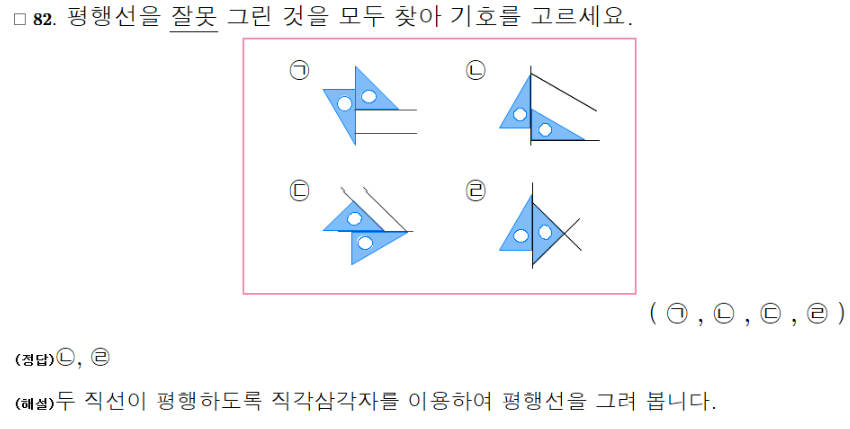 □ 82. 평행선을 잘못 그린 것을 모두 찾아 기호를 고르세요.
㉠ ㉡
㉢ ㉣
( ㉠ , ㉡ , ㉢ , ㉣ )
(정답)㉡, ㉣
(해설)두 직선이 평행하도록 직각삼각자를 이용하여 평행선을 그려 봅니다.